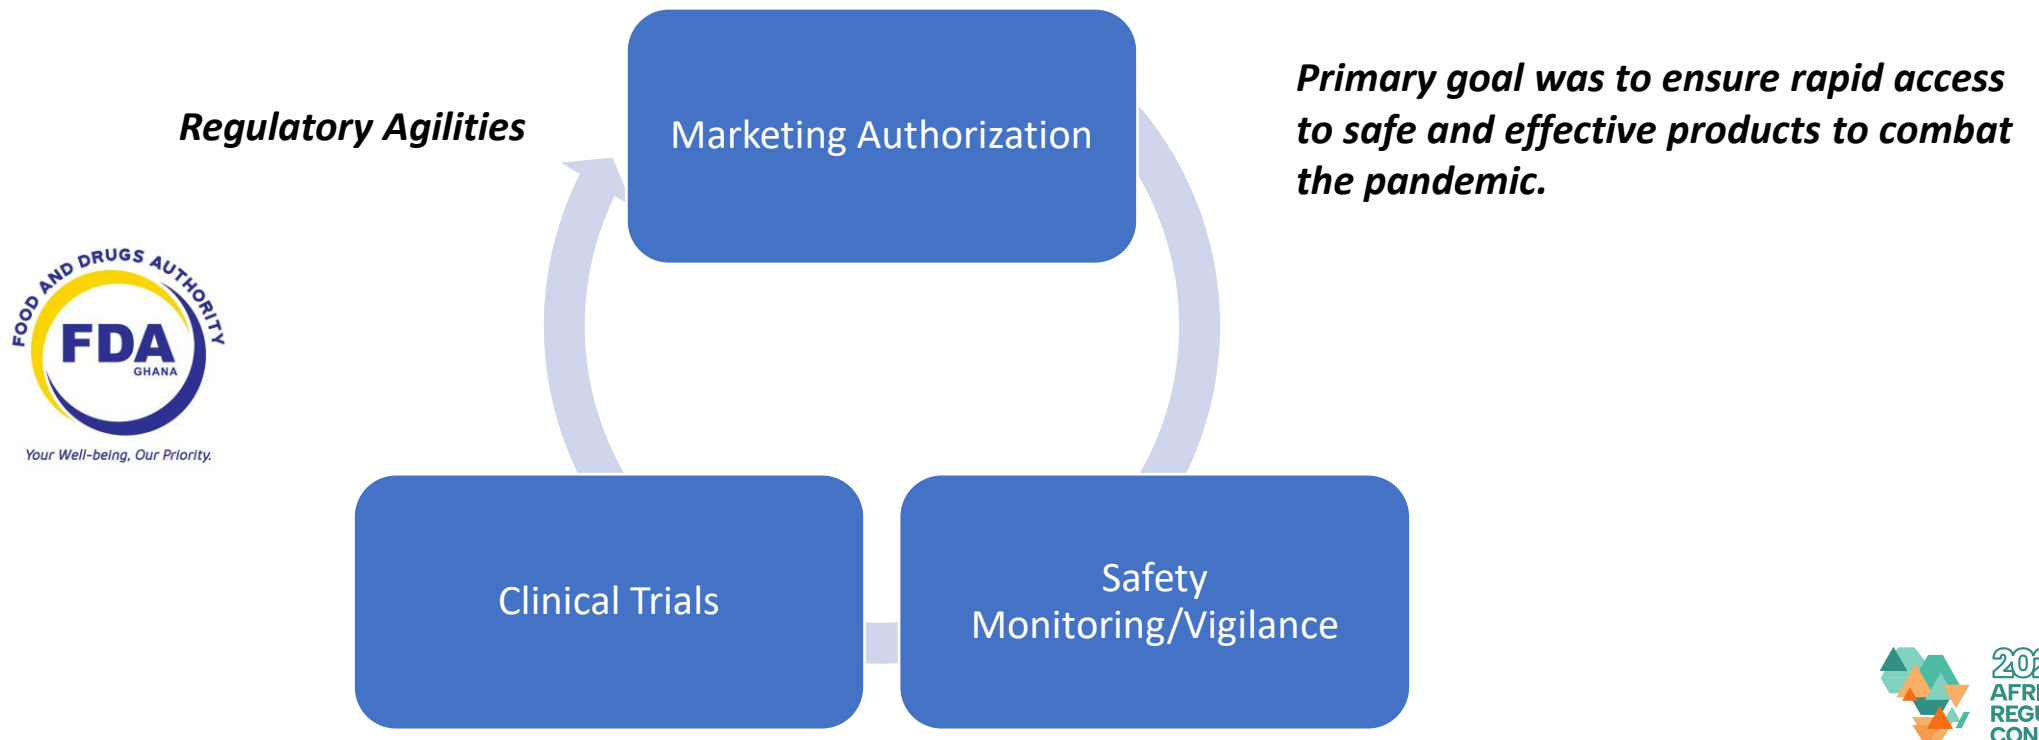 Regulatory Agilities
Marketing Authorization
Primary goal was to ensure rapid access
to safe and effective products to combat
the pandemic.
FOOD AND DRUGS AUTHORITY
FDA
GHANA
Your Well-being, Our Priority.
Clinical Trials
Safety
Monitoring/Vigilance